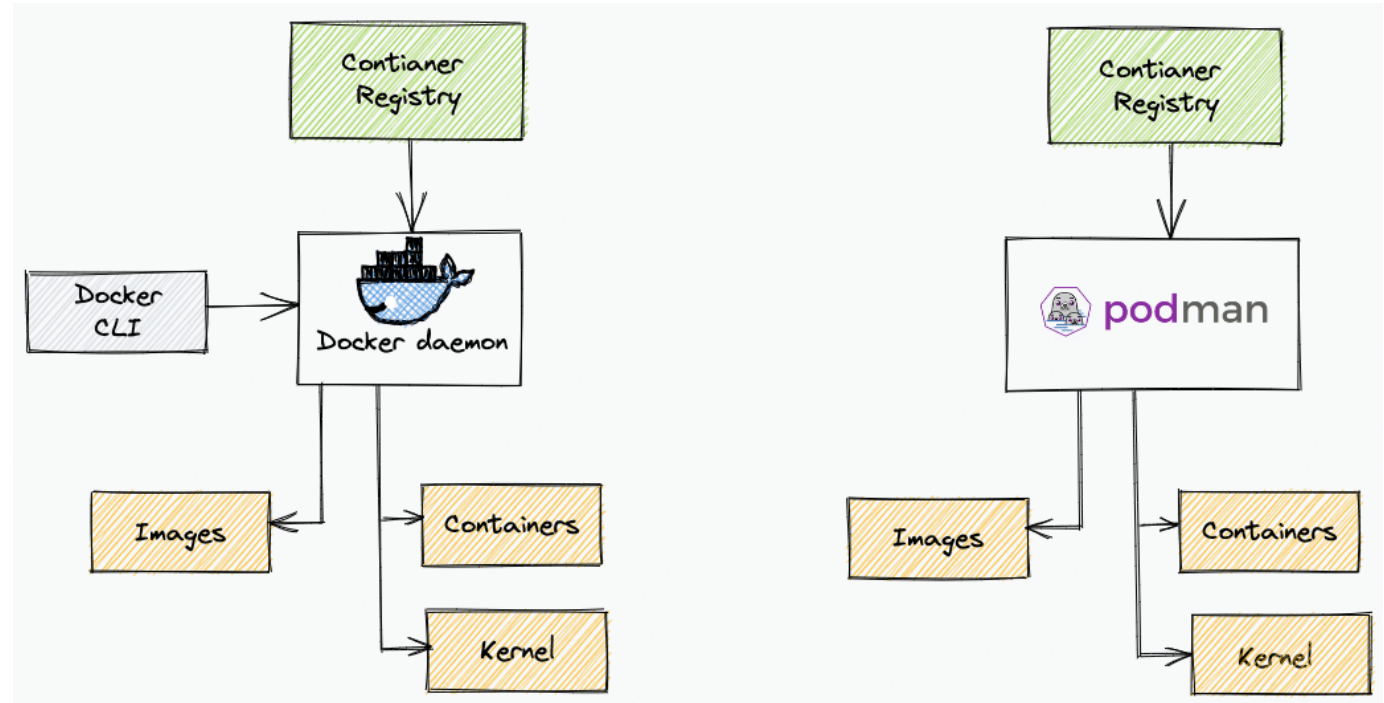 Contianer
Registry
Docker
CLI
Docker daemon
Images
Containers
Kernel
Contianer
Registry
podman
Images
Containers
Kernel